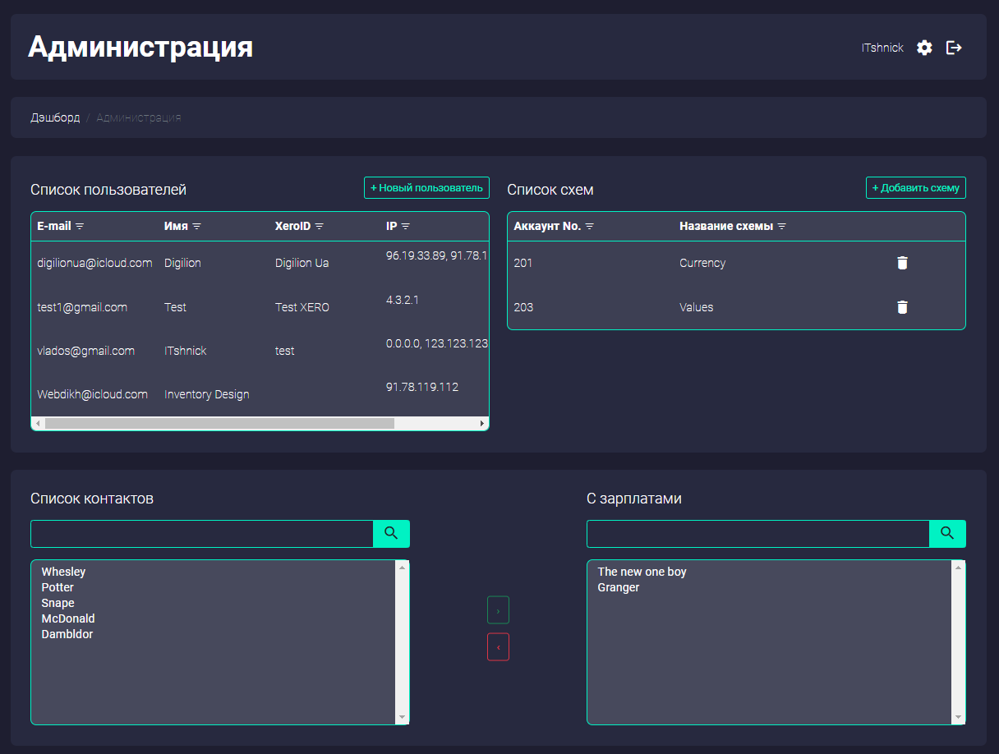 Администрация
ITshnick
Дэшборд / Администрация
Список пользователей
+ Новый пользователь
E-mail Имя XeroID IP
digilionua@icloud.com Digilion Digilion Ua 96.19.33.89, 91.78.1
test1@gmail.com Test Test XERO 4.3.2.1
vlados@gmail.com ITshnick test 0.0.0.0, 123.123.123
Webdikh@icloud.com Inventory Design 91.78.119.112
Список схем
+ Добавить схему
Аккаунт No. Название схемы
201 Currency
203 Values
Список контактов
Whesley
Potter
Snape
McDonald
Dambldor
›
‹
С зарплатами
The new one boy
Granger